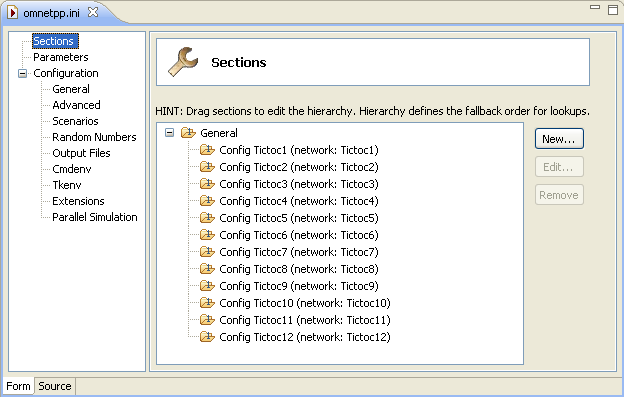 omnetpp.ini
Sections
Parameters
Configuration
General
Advanced
Scenarios
Random Numbers
Output Files
Cmdenv
Tkenv
Extensions
Parallel Simulation
Sections
HINT: Drag sections to edit the hierarchy. Hierarchy defines the fallback order for lookups.
General
Config Tictoc1 (network: Tictoc1)
Config Tictoc2 (network: Tictoc2)
Config Tictoc3 (network: Tictoc3)
Config Tictoc4 (network: Tictoc4)
Config Tictoc5 (network: Tictoc5)
Config Tictoc6 (network: Tictoc6)
Config Tictoc7 (network: Tictoc7)
Config Tictoc8 (network: Tictoc8)
Config Tictoc9 (network: Tictoc9)
Config Tictoc10 (network: Tictoc10)
Config Tictoc11 (network: Tictoc11)
Config Tictoc12 (network: Tictoc12)
New...
Edit...
Remove
Form Source